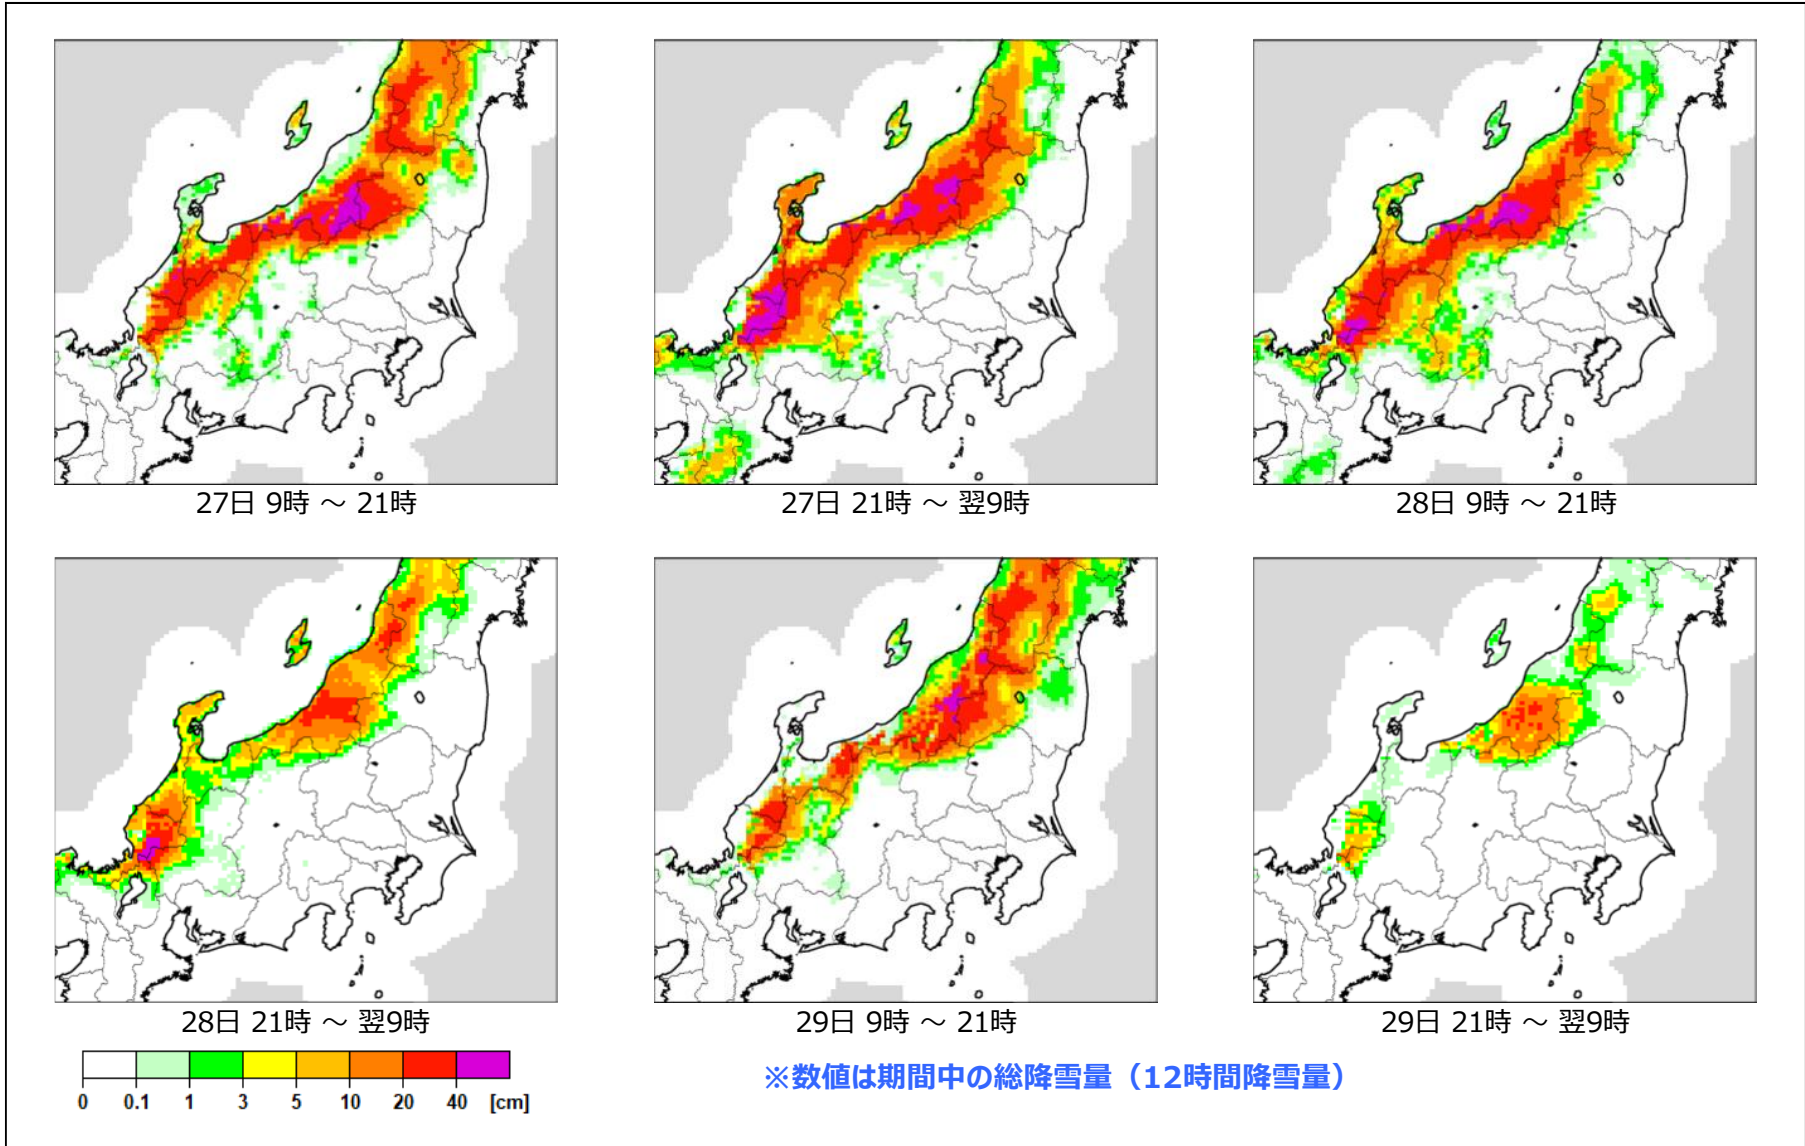 27日 9時 ～ 21時
27日 21時 ～ 翌9時
28日 9時 ～ 21時
28日 21時 ～ 翌9時
29日 9時 ～ 21時
29日 21時 ～ 翌9時
0 0.1 1 3 5 10 20 40 [cm]
※数値は期間中の総降雪量（12時間降雪量）